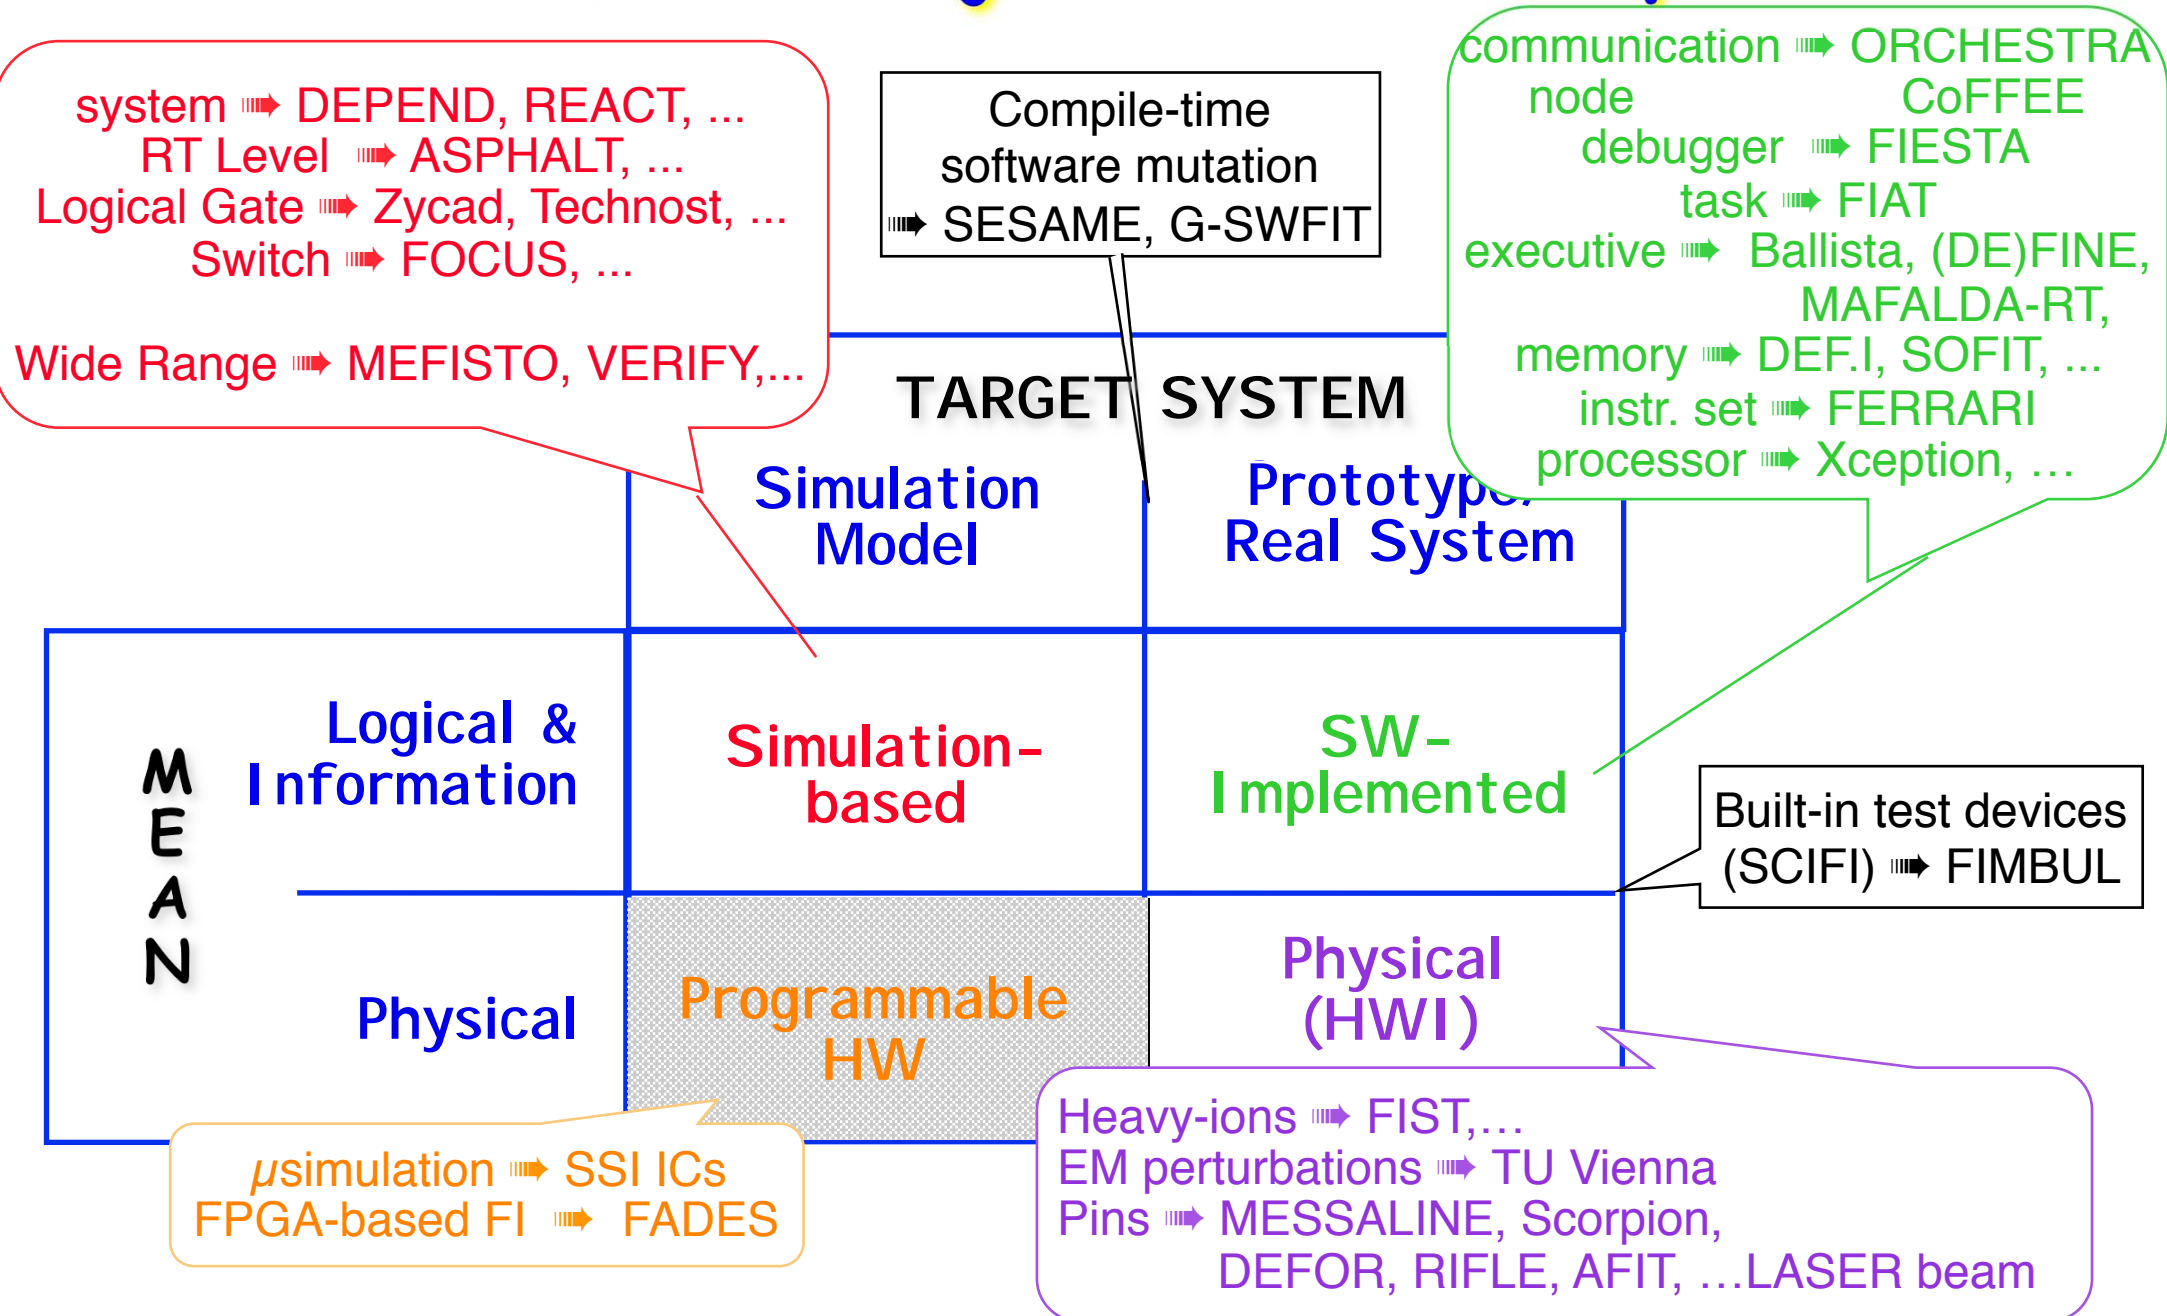 system ➠ DEPEND, REACT, ...
RT Level ➠ ASPHALT, ...
Logical Gate ➠ Zycad, Technost, ...
Switch ➠ FOCUS, ...
Wide Range ➠ MEFISTO, VERIFY,...
Compile-time
software mutation
➠ SESAME, G-SWFIT
communication ➠ ORCHESTRA
node CoFFEE
debugger ➠ FIESTA
task ➠ FIAT
executive ➠ Ballista, (DE)FINE,
MAFALDA-RT,
memory ➠ DEF.I, SOFIT, ...
instr. set ➠ FERRARI
processor ➠ Xception, …
TARGET SYSTEM
Simulation
Model
Prototype/
Real System
MEAN
Logical &
Information
Simulation-
based
SW-
Implemented
Built-in test devices
(SCIFI) ➠ FIMBUL
Physical
Programmable
HW
Physical
(HWI)
µsimulation ➠ SSI ICs
FPGA-based FI ➠ FADES
Heavy-ions ➠ FIST,…
EM perturbations ➠ TU Vienna
Pins ➠ MESSALINE, Scorpion,
DEFOR, RIFLE, AFIT, …LASER beam